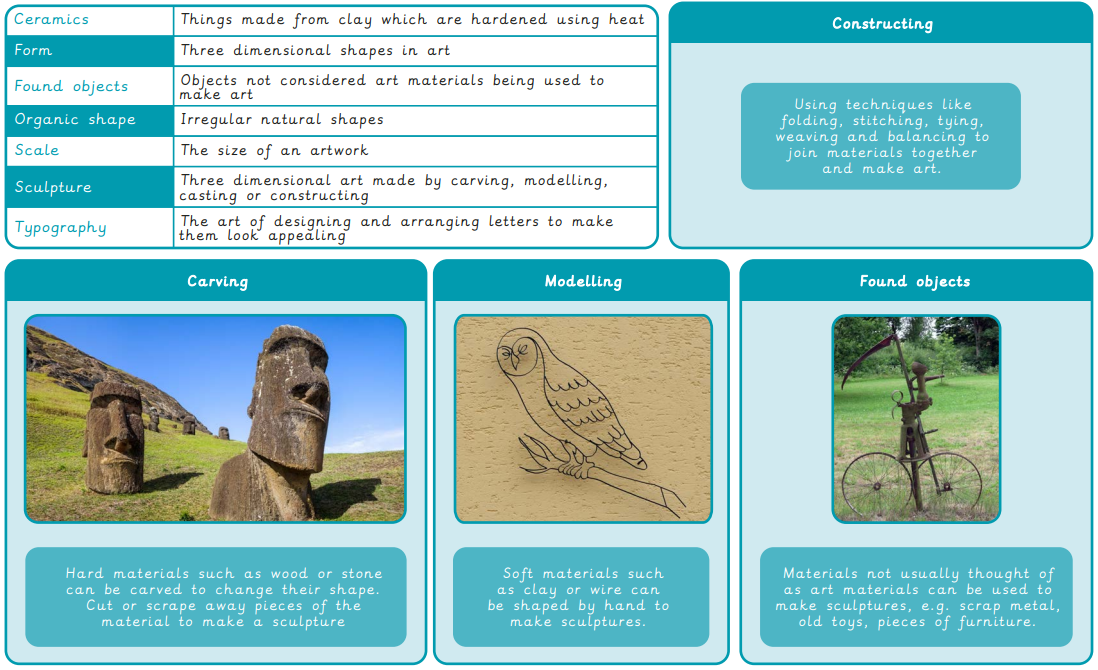 Ceramics
Things made from clay which are hardened using heat
Form
Three dimensional shapes in art
Found objects
Objects not considered art materials being used to
make art
Organic shape
Irregular natural shapes
Scale
The size of an artwork
Sculpture
Three dimensional art made by carving, modelling,
casting or constructing
Typography
The art of designing and arranging letters to make
them look appealing
Constructing
Using techniques like
folding, stitching, tying,
weaving and balancing to
join materials together
and make art.
Carving
Hard materials such as wood or stone
can be carved to change their shape.
Cut or scrape away pieces of the
material to make a sculpture
Modelling
Soft materials such
as clay or wire can
be shaped by hand to
make sculptures.
Found objects
Materials not usually thought of
as art materials can be used to
make sculptures, e.g. scrap metal,
old toys, pieces of furniture.